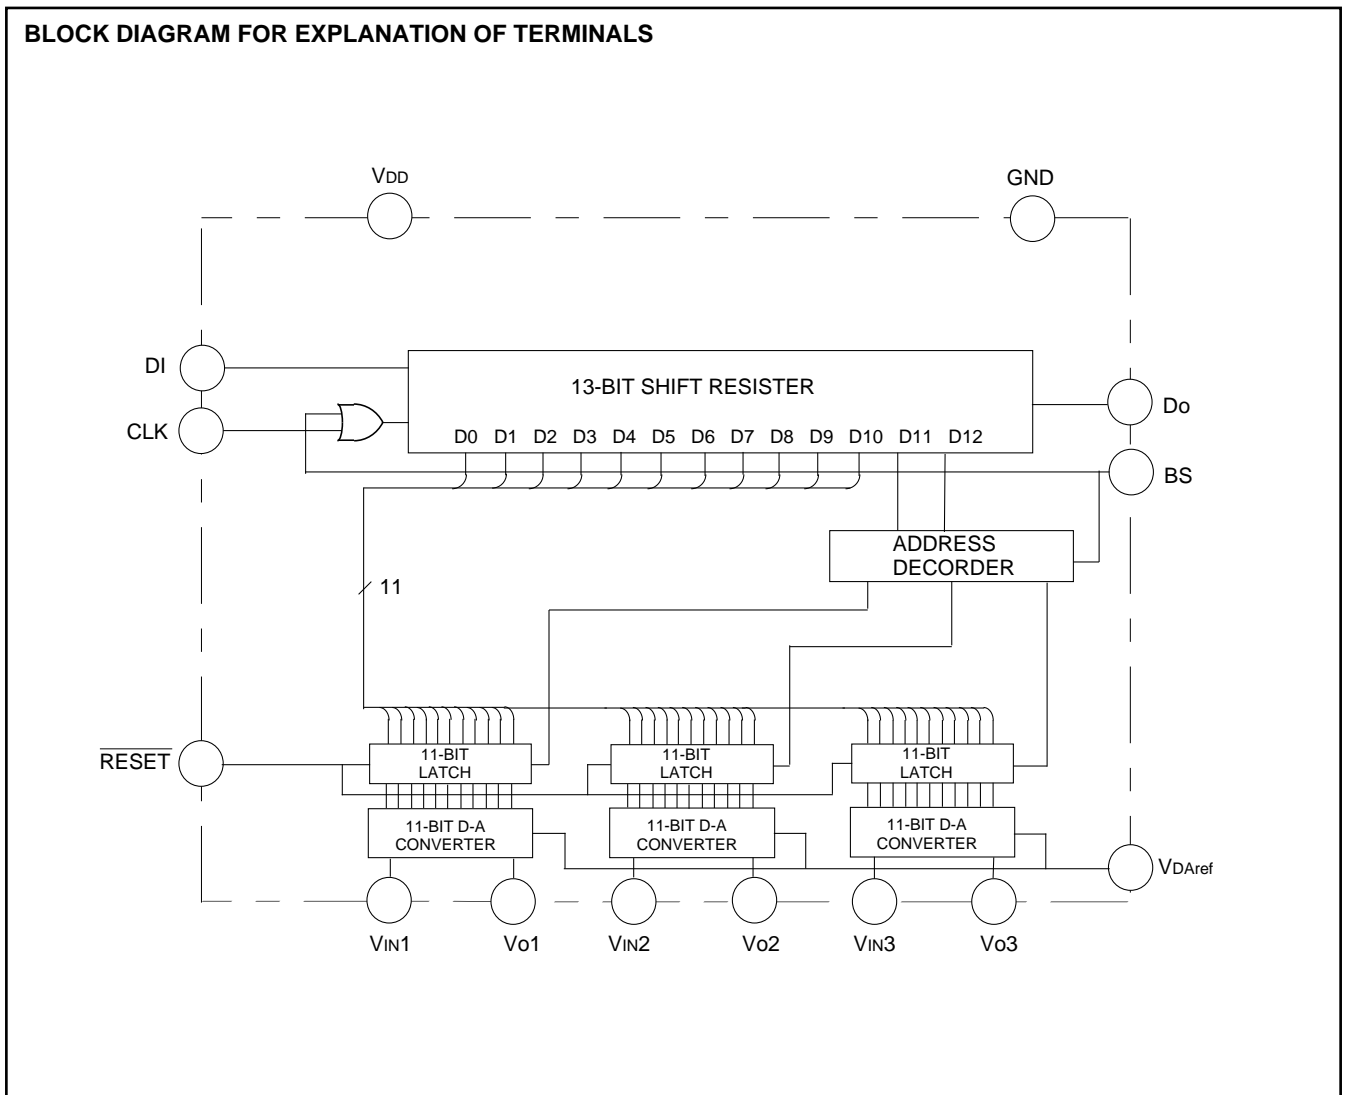 BLOCK DIAGRAM FOR EXPLANATION OF TERMINALS
VDD
GND
DI
13-BIT SHIFT RESISTER
Do
CLK
D0 D1 D2 D3 D4 D5 D6 D7 D8 D9 D10 D11 D12
BS
ADDRESS
DECORDER
11
RESET
11-BIT
LATCH
11-BIT
LATCH
11-BIT
LATCH
11-BIT D-A
CONVERTER
11-BIT D-A
CONVERTER
11-BIT D-A
CONVERTER
VDAref
VIN1
Vo1
VIN2
Vo2
VIN3
Vo3